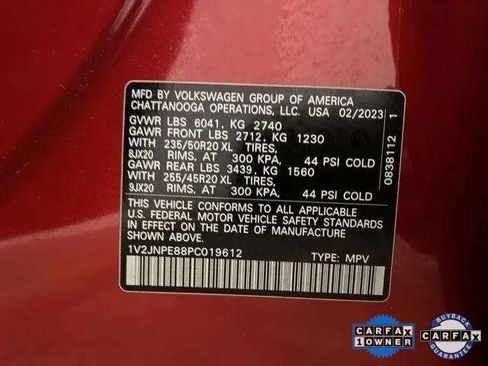 MFD BY VOLKSWAGEN GROUP OF AMERICA
CHATTANOOGA OPERATIONS, LLC. USA 02/2023
GVWR LBS 6041, KG 2740
GAWR FRONT LBS 2712, KG 1230
WITH 235/50R20 XL TIRES,
8JX20 RIMS, AT 300 KPA, 44 PSI COLD
GAWR REAR LBS 3439, KG 1560
WITH 255/45R20 XL TIRES,
9JX20 RIMS, AT 300 KPA, 44 PSI COLD
THIS VEHICLE CONFORMS TO ALL APPLICABLE
U.S. FEDERAL MOTOR VEHICLE SAFETY STANDARDS
IN EFFECT ON THE DATE OF MANUFACTURE
SHOWN ABOVE.
1V2JNPE88PC019612 TYPE: MPV
0838112 1
CARFAX
1 OWNER
BUYBACK
CARFAX
GUARANTEE